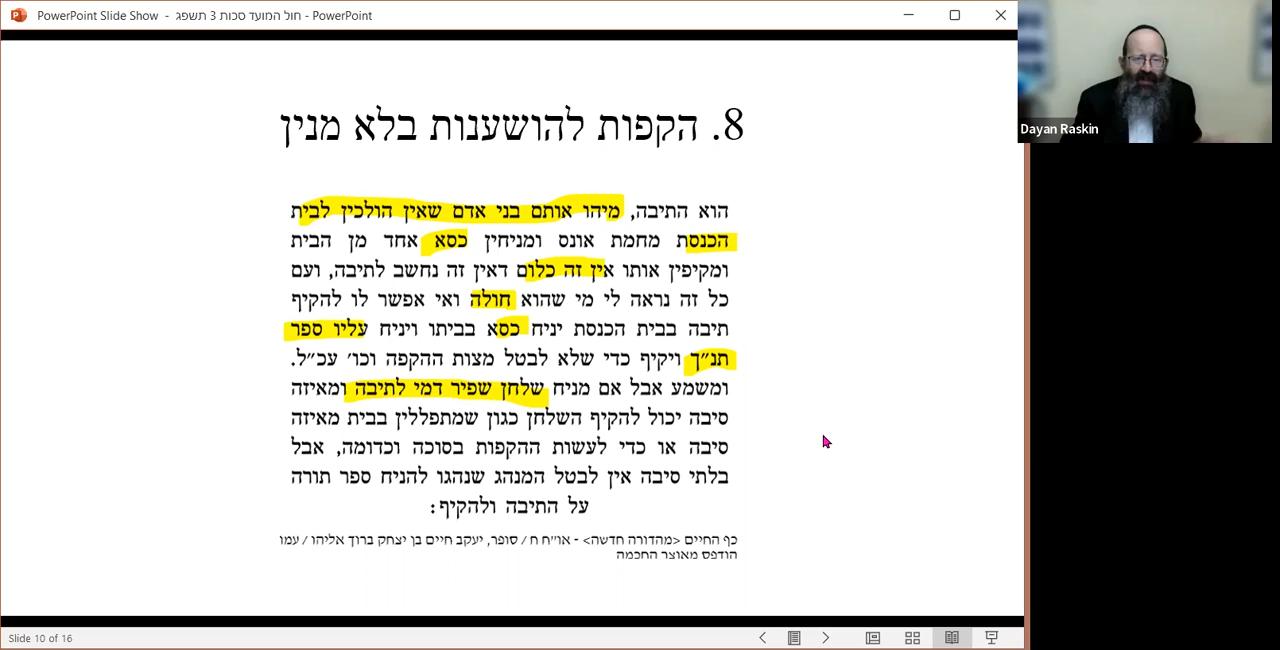 PowerPoint Slide Show - חול המועד סכות 3 תשפג - PowerPoint
Dayan Raskin
8. הקפות להושענות בלא מנין
הוא התיבה, מיהו אותם בני אדם שאין הולכין לבית
הכנסת מחמת אונס ומניחין כסא אחד מן הבית
ומקיפין אותו אין זה כלום דאין זה נחשב לתיבה, ועם
כל זה נראה לי מי שהוא חולה ואי אפשר לו להקיף
תיבה בבית הכנסת יניח כסא בביתו ויניח עליו ספר
תנ״ך ויקיף כדי שלא לבטל מצות ההקפה וכו׳ עכ״ל.
ומשמע אבל אם מניח שלחן שפיר דמי לתיבה ומאיזה
סיבה יכול להקיף השלחן כגון שמתפללין בבית מאיזה
סיבה או כדי לעשות ההקפות בסוכה וכדומה, אבל
בלתי סיבה אין לבטל המנהג שנהגו להניח ספר תורה
על התיבה ולהקיף:
כף החיים <מהדורה חדשה> - או״ח ח / סופר, יעקב חיים בן יצחק ברוך אליהו / עמו
הודפס מאוצר החכמה
Slide 10 of 16